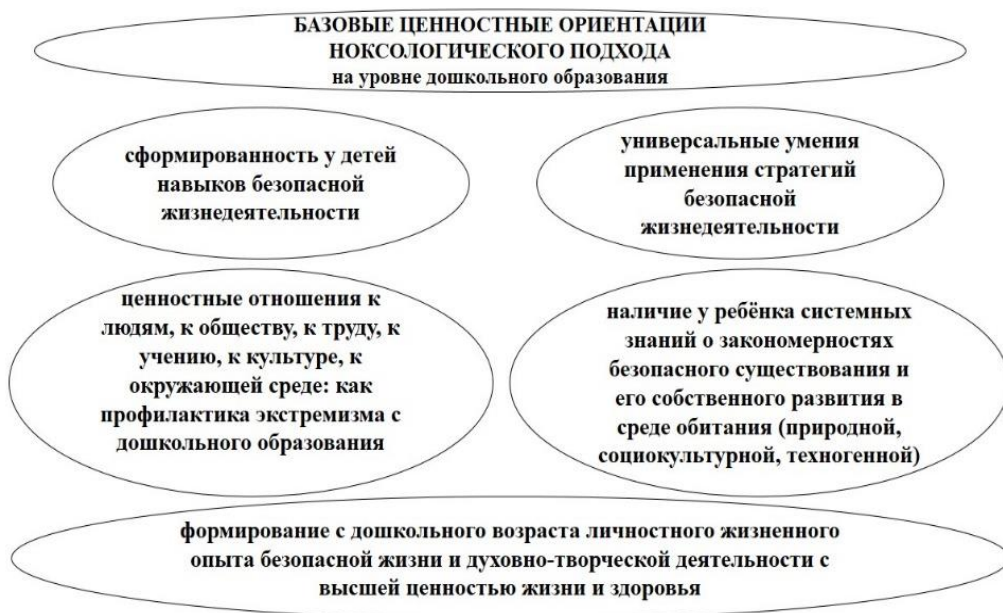 БАЗОВЫЕ ЦЕННОСТНЫЕ ОРИЕНТАЦИИ
НОКСОЛОГИЧЕСКОГО ПОДХОДА
на уровне дошкольного образования
сформированность у детей
навыков безопасной
жизнедеятельности
универсальные умения
применения стратегий
безопасной
жизнедеятельности
ценностные отношения к
людям, к обществу, к труду, к
учению, к культуре, к
окружающей среде: как
профилактика экстремизма с
дошкольного образования
наличие у ребёнка системных
знаний о закономерностях
безопасного существования и
его собственного развития в
среде обитания (природной,
социокультурной, техногенной)
формирование с дошкольного возраста личностного жизненного
опыта безопасной жизни и духовно-творческой деятельности с
высшей ценностью жизни и здоровья